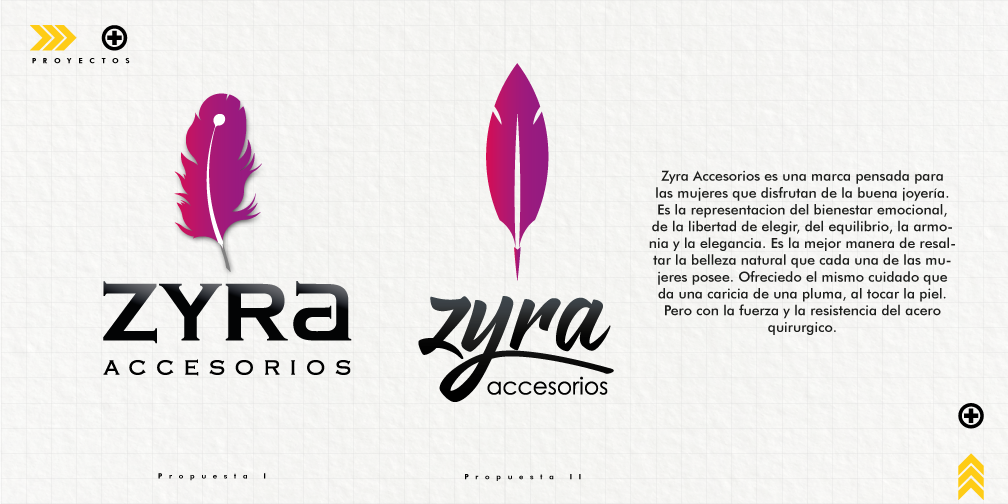 PROYECTOS
ZYRa
ACCESORIOS
Propuesta I
zyra
accesorios
Propuesta II
Zyra Accesorios es una marca pensada para
las mujeres que disfrutan de la buena joyería.
Es la representacion del bienestar emocional,
de la libertad de elegir, del equilibrio, la armo-
nia y la elegancia. Es la mejor manera de resal-
tar la belleza natural que cada una de las mu-
jeres posee. Ofreciedo el mismo cuidado que
da una caricia de una pluma, al tocar la piel.
Pero con la fuerza y la resistencia del acero
quirurgico.